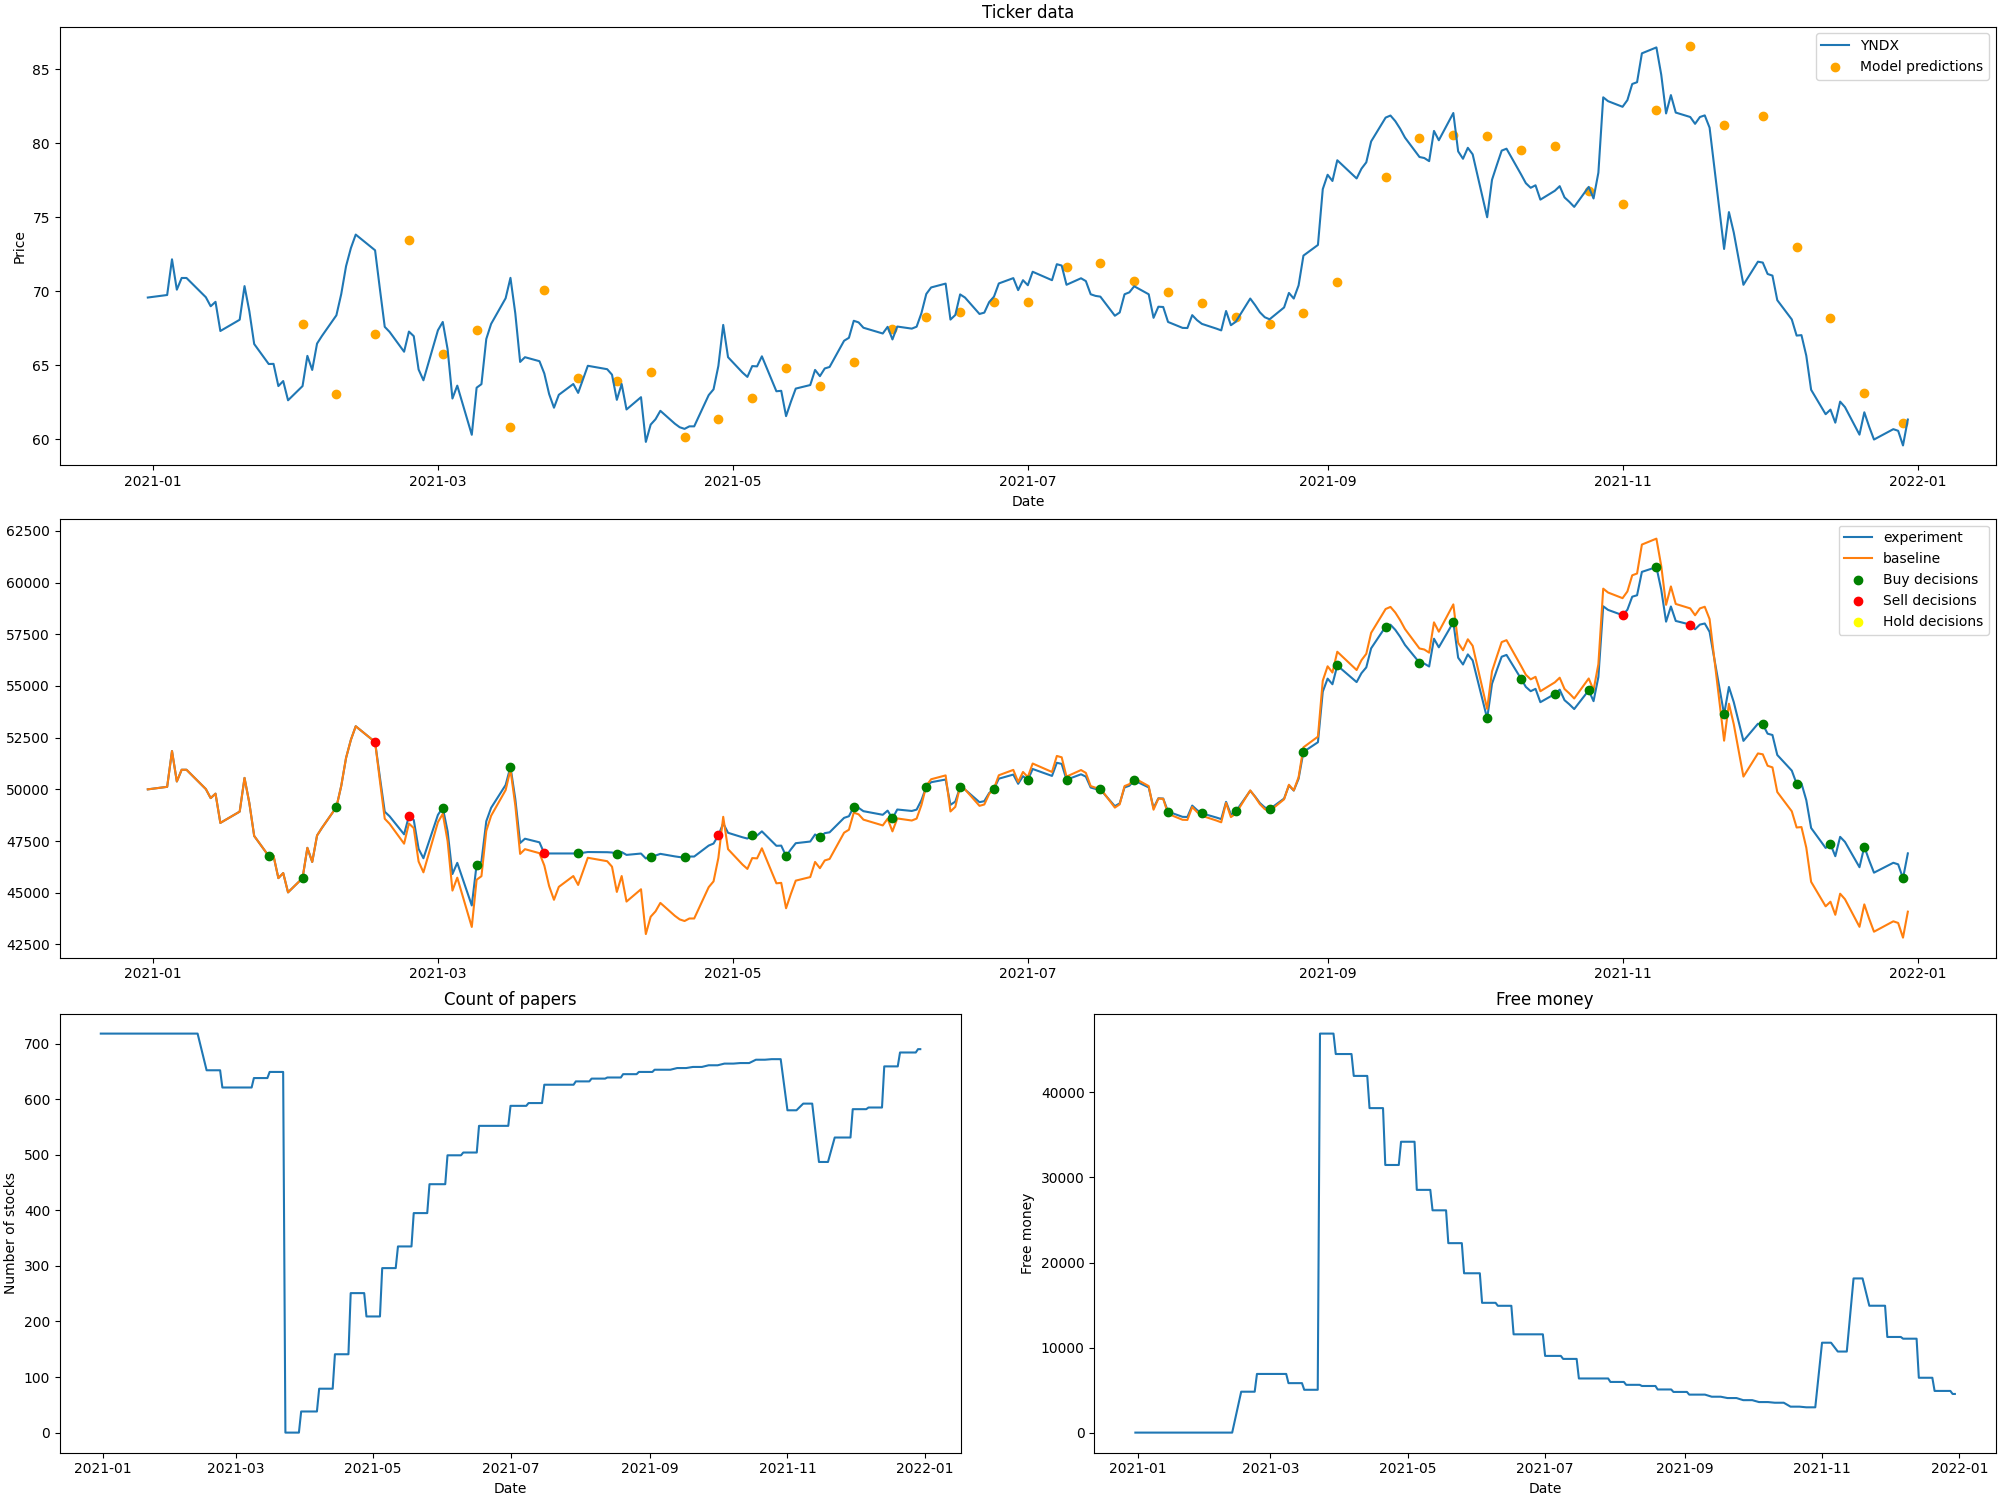 Ticker data
YNDX
Model predictions
85
80
75
70
65
60
Price
2021-01 2021-03 2021-05 2021-07 2021-09 2021-11 2022-01
Date
experiment
baseline
Buy decisions
Sell decisions
Hold decisions
62500
60000
57500
55000
52500
50000
47500
45000
42500
2021-01 2021-03 2021-05 2021-07 2021-09 2021-11 2022-01
Count of papers
700
600
500
400
300
200
100
0
Number of stocks
2021-01 2021-03 2021-05 2021-07 2021-09 2021-11 2022-01
Date
Free money
40000
30000
20000
10000
0
Free money
2021-01 2021-03 2021-05 2021-07 2021-09 2021-11 2022-01
Date